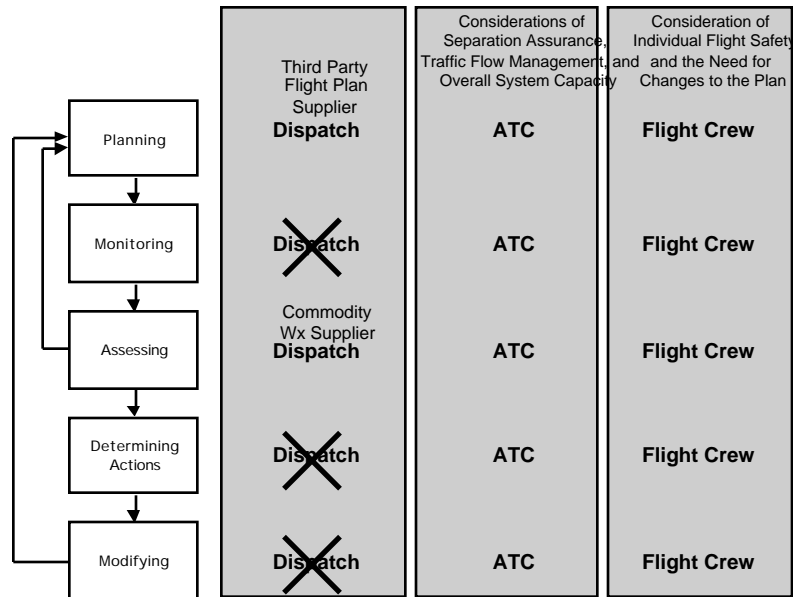 Considerations of
Separation Assurance,
Traffic Flow Management, and
Overall System Capacity
Consideration of
Individual Flight Safety
and the Need for
Changes to the Plan
Third Party
Flight Plan
Supplier
Planning
Dispatch
ATC
Flight Crew
Monitoring
Dispatch
ATC
Flight Crew
Commodity
Wx Supplier
Assessing
Dispatch
ATC
Flight Crew
Determining
Actions
Dispatch
ATC
Flight Crew
Modifying
Dispatch
ATC
Flight Crew